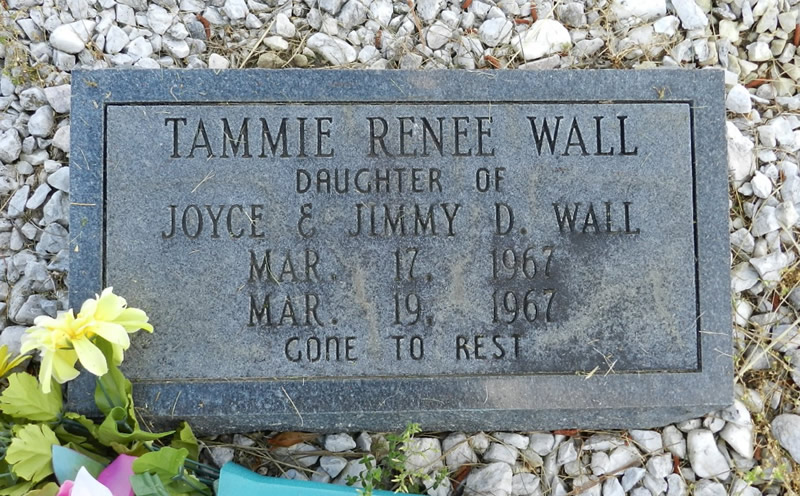 TAMMIE RENEE WALL
DAUGHTER OF
JOYCE & JIMMY D. WALL
MAR. 17, 1967
MAR. 19, 1967
GONE TO REST